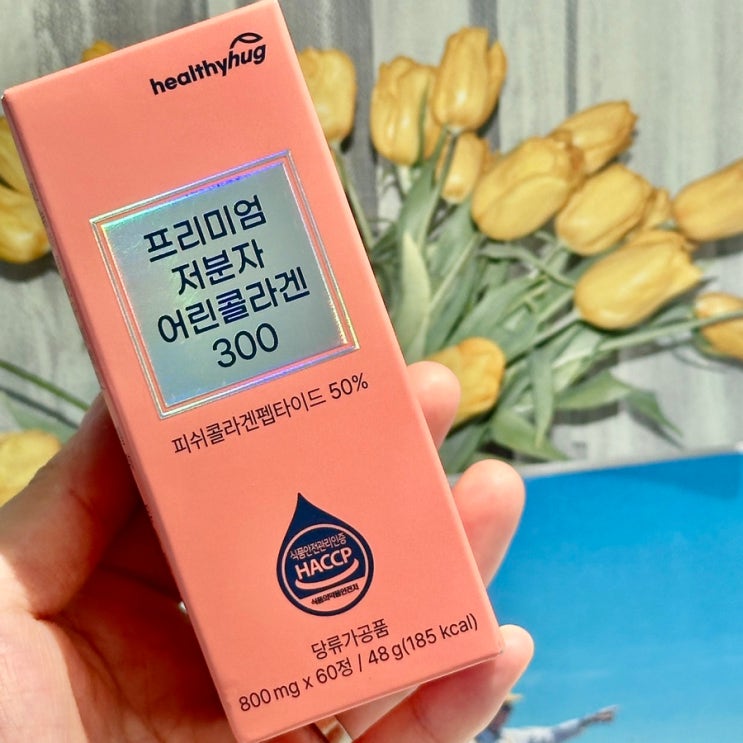 healthyhug
프리미엄
저분자
어린콜라겐
300
피쉬콜라겐펩타이드 50%
식품안전관리인증
HACCP
식품의약품안전처
당류가공품
800 mg x 60정 / 48 g(185 kcal)